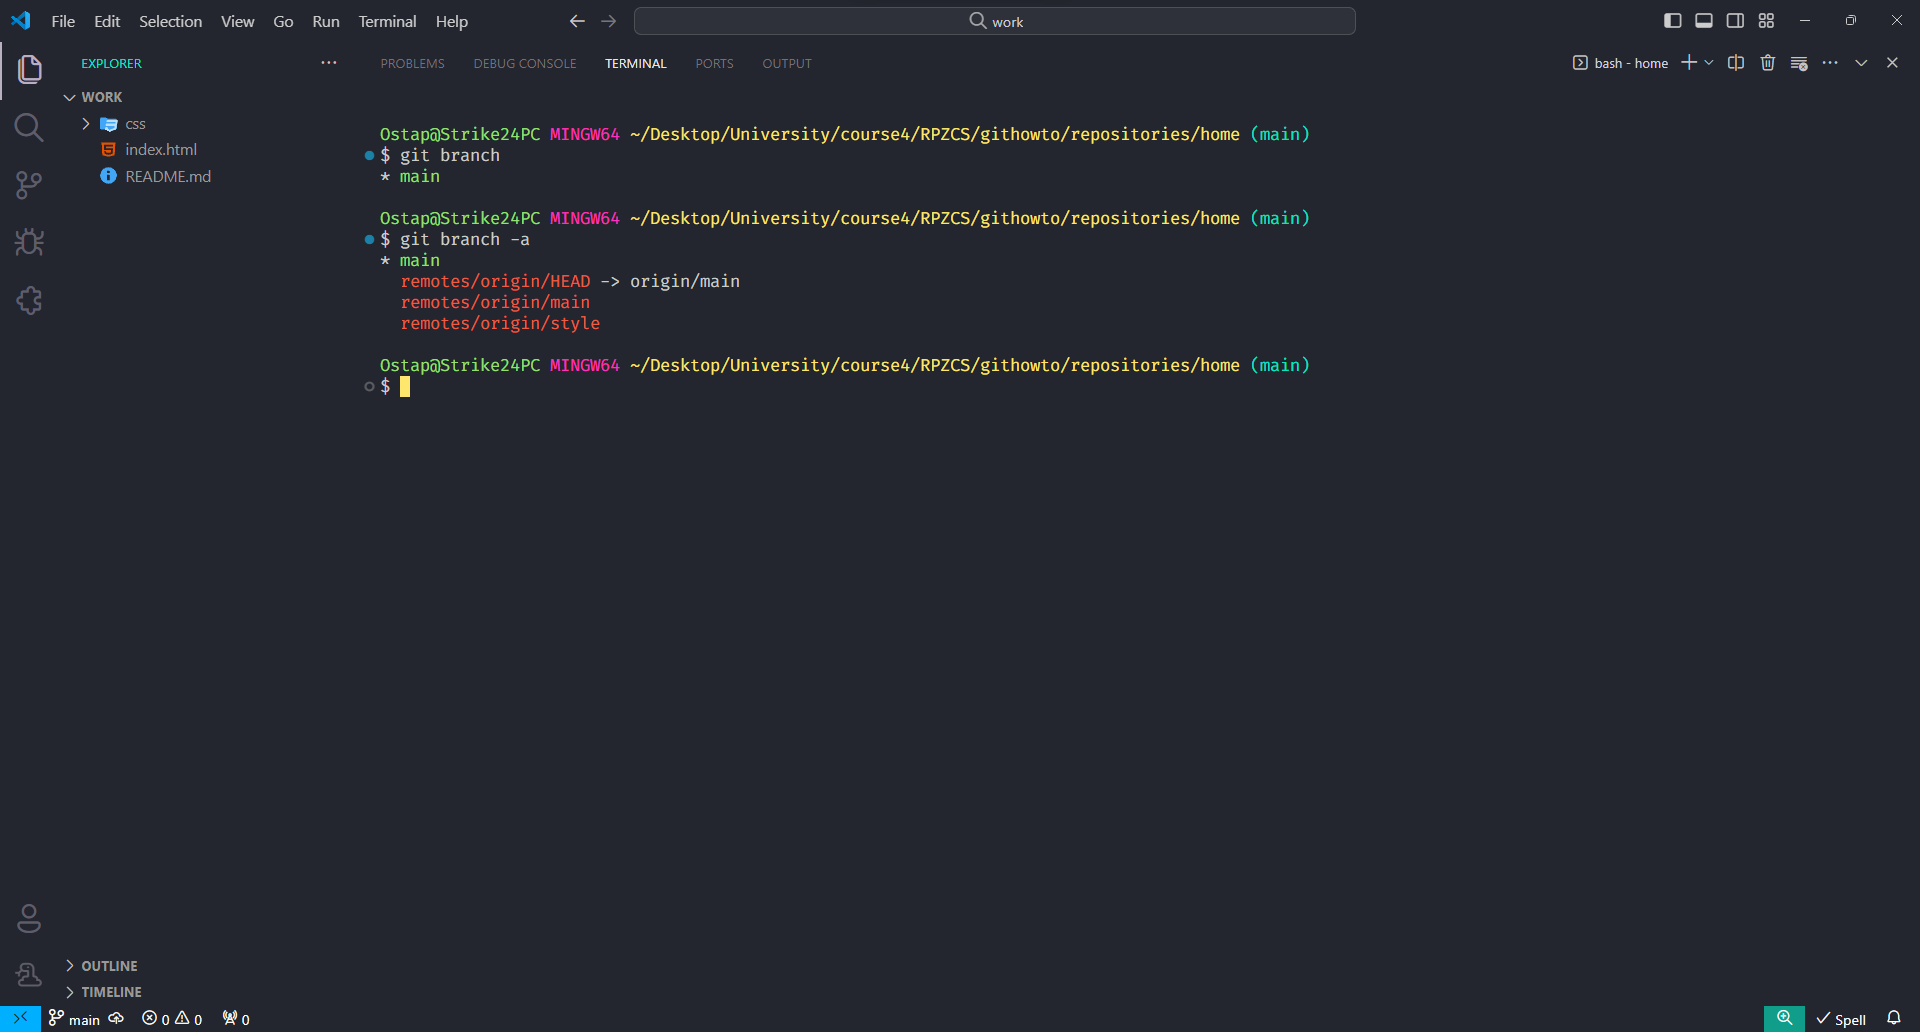 File Edit Selection View Go Run Terminal Help
work
EXPLORER
WORK
css
index.html
README.md
OUTLINE
TIMELINE
PROBLEMS DEBUG CONSOLE TERMINAL PORTS OUTPUT
bash - home
Ostap@Strike24PC MINGW64 ~/Desktop/University/course4/RPZCS/githowto/repositories/home (main)
$ git branch
* main
Ostap@Strike24PC MINGW64 ~/Desktop/University/course4/RPZCS/githowto/repositories/home (main)
$ git branch -a
* main
remotes/origin/HEAD -> origin/main
remotes/origin/main
remotes/origin/style
Ostap@Strike24PC MINGW64 ~/Desktop/University/course4/RPZCS/githowto/repositories/home (main)
$
main 0 0 0 Spell